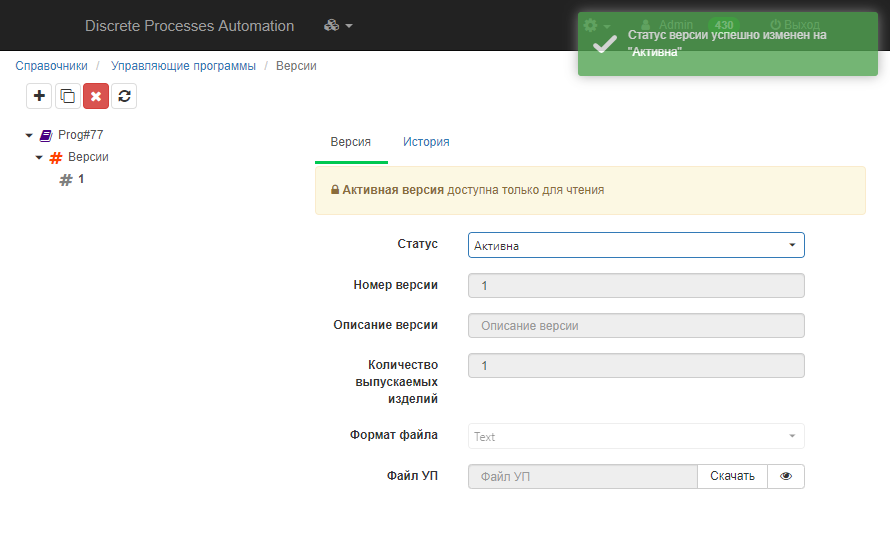 Discrete Processes Automation
Admin 430 Выход
Статус версии успешно изменен на
"Активна"
Справочники / Управляющие программы / Версии
Prog#77
Версии
1
Версия История
Активная версия доступна только для чтения
Статус Активна
Номер версии 1
Описание версии Описание версии
Количество
выпускаемых
изделий
1
Формат файла Text
Файл УП Файл УП Скачать